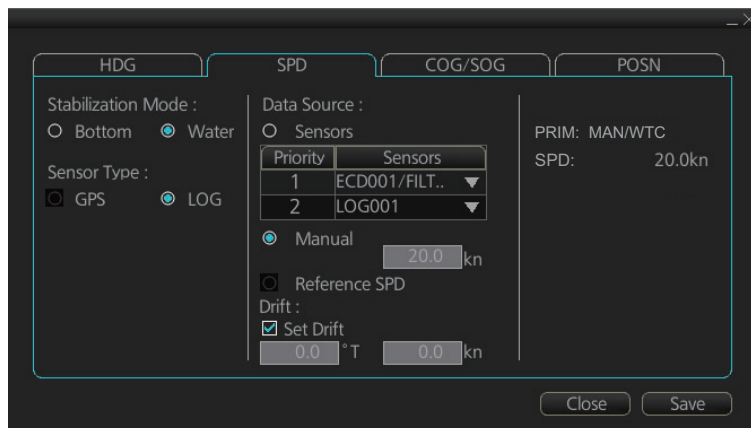 HDG SPD COG/SOG POSN
Stabilization Mode :
Bottom Water
Sensor Type :
GPS LOG
Data Source :
Sensors
Priority Sensors
1 ECD001/FILT..
2 LOG001
Manual
20.0 kn
Reference SPD
Drift :
Set Drift
0.0 °T 0.0 kn
PRIM: MAN/WTC
SPD: 20.0kn
Close Save